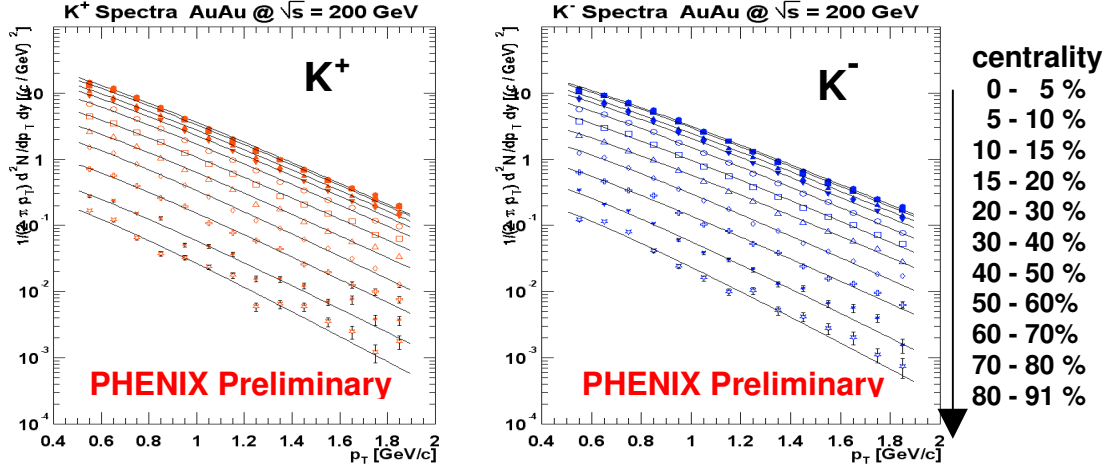 K+ Spectra AuAu @ √s = 200 GeV
1/(2 π pT) d2N/dpT dy [(c / GeV)2]
10
1
10-1
10-2
10-3
10-4
K+
PHENIX Preliminary
0.4 0.6 0.8 1 1.2 1.4 1.6 1.8 2
pT [GeV/c]
K- Spectra AuAu @ √s = 200 GeV
1/(2 π pT) d2N/dpT dy [(c / GeV)2]
10
1
10-1
10-2
10-3
10-4
K-
PHENIX Preliminary
0.4 0.6 0.8 1 1.2 1.4 1.6 1.8 2
pT [GeV/c]
centrality
0 - 5 %
5 - 10 %
10 - 15 %
15 - 20 %
20 - 30 %
30 - 40 %
40 - 50 %
50 - 60%
60 - 70%
70 - 80 %
80 - 91 %